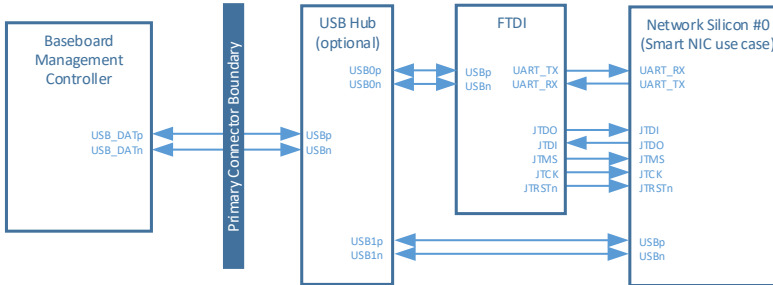 Baseboard
Management
Controller
USB_DATp
USB_DATn
Primary Connector Boundary
USB Hub
(optional)
USB0p
USB0n
USBp
USBn
USB1p
USB1n
FTDI
USBp
USBn
UART_TX
UART_RX
JTDO
JTDI
JTMS
JTCK
JTRSTn
Network Silicon #0
(Smart NIC use case)
UART_RX
UART_TX
JTDI
JTDO
JTMS
JTCK
JTRSTn
USBp
USBn